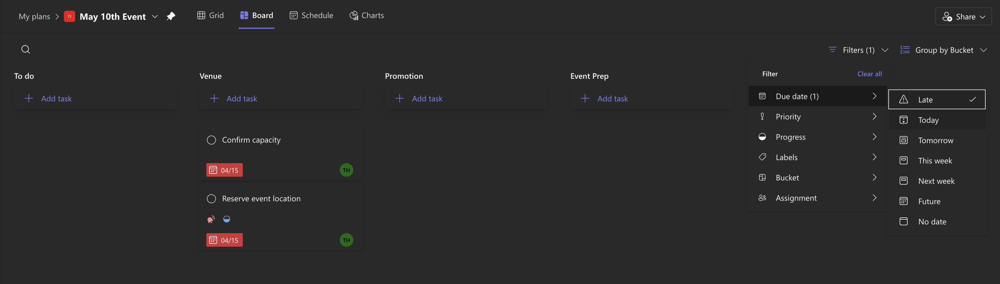 My plans
TE
May 10th Event
Grid
Board
Schedule
Charts
Share
Filters (1)
Group by Bucket
To do
Add task
Venue
Add task
Confirm capacity
04/15
TH
Reserve event location
04/15
TH
Promotion
Add task
Event Prep
Add task
Filter
Clear all
Due date (1)
Priority
Progress
Labels
Bucket
Assignment
Late
Today
Tomorrow
This week
Next week
Future
No date